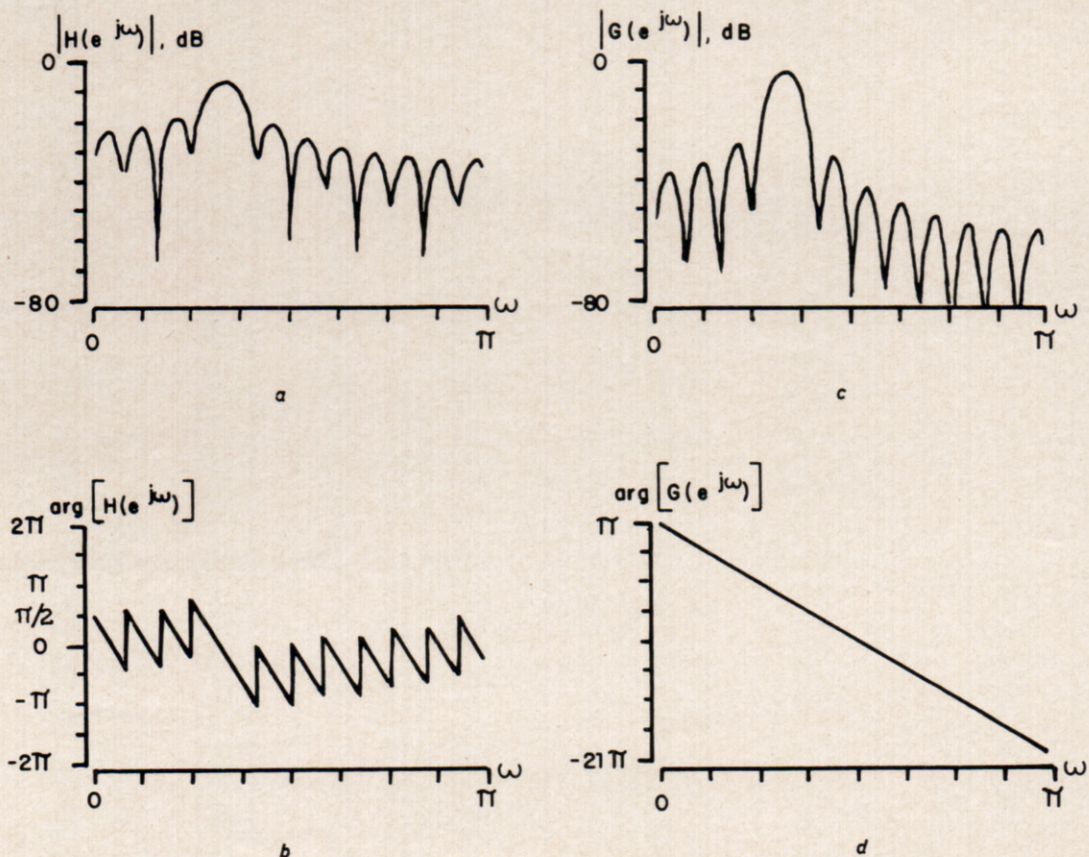 |H(e^jω)|, dB
0
-80
0
π
ω
a
|G(e^jω)|, dB
0
-80
0
π
ω
c
arg [H(e^jω)]
2π
π
π/2
0
-π
-2π
0
π
ω
b
arg [G(e^jω)]
π
-21π
0
π
ω
d